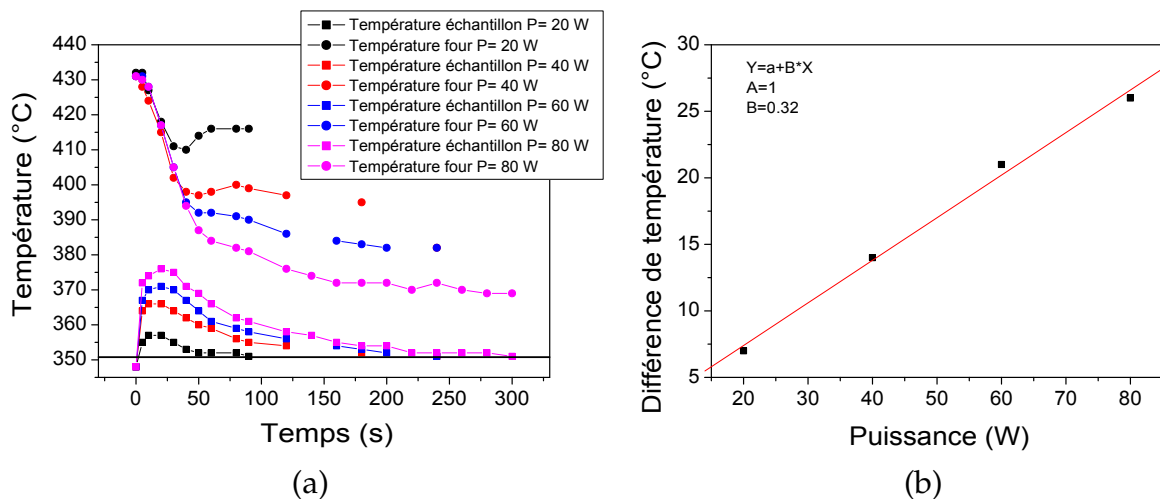 Température échantillon P= 20 W
Température four P= 20 W
Température échantillon P= 40 W
Température four P= 40 W
Température échantillon P= 60 W
Température four P= 60 W
Température échantillon P= 80 W
Température four P= 80 W
440
430
420
410
400
390
380
370
360
350
Température (°C)
0 50 100 150 200 250 300
Temps (s)
(a)
30
25
20
15
10
5
Différence de température (°C)
Y=a+B*X
A=1
B=0.32
20 30 40 50 60 70 80
Puissance (W)
(b)